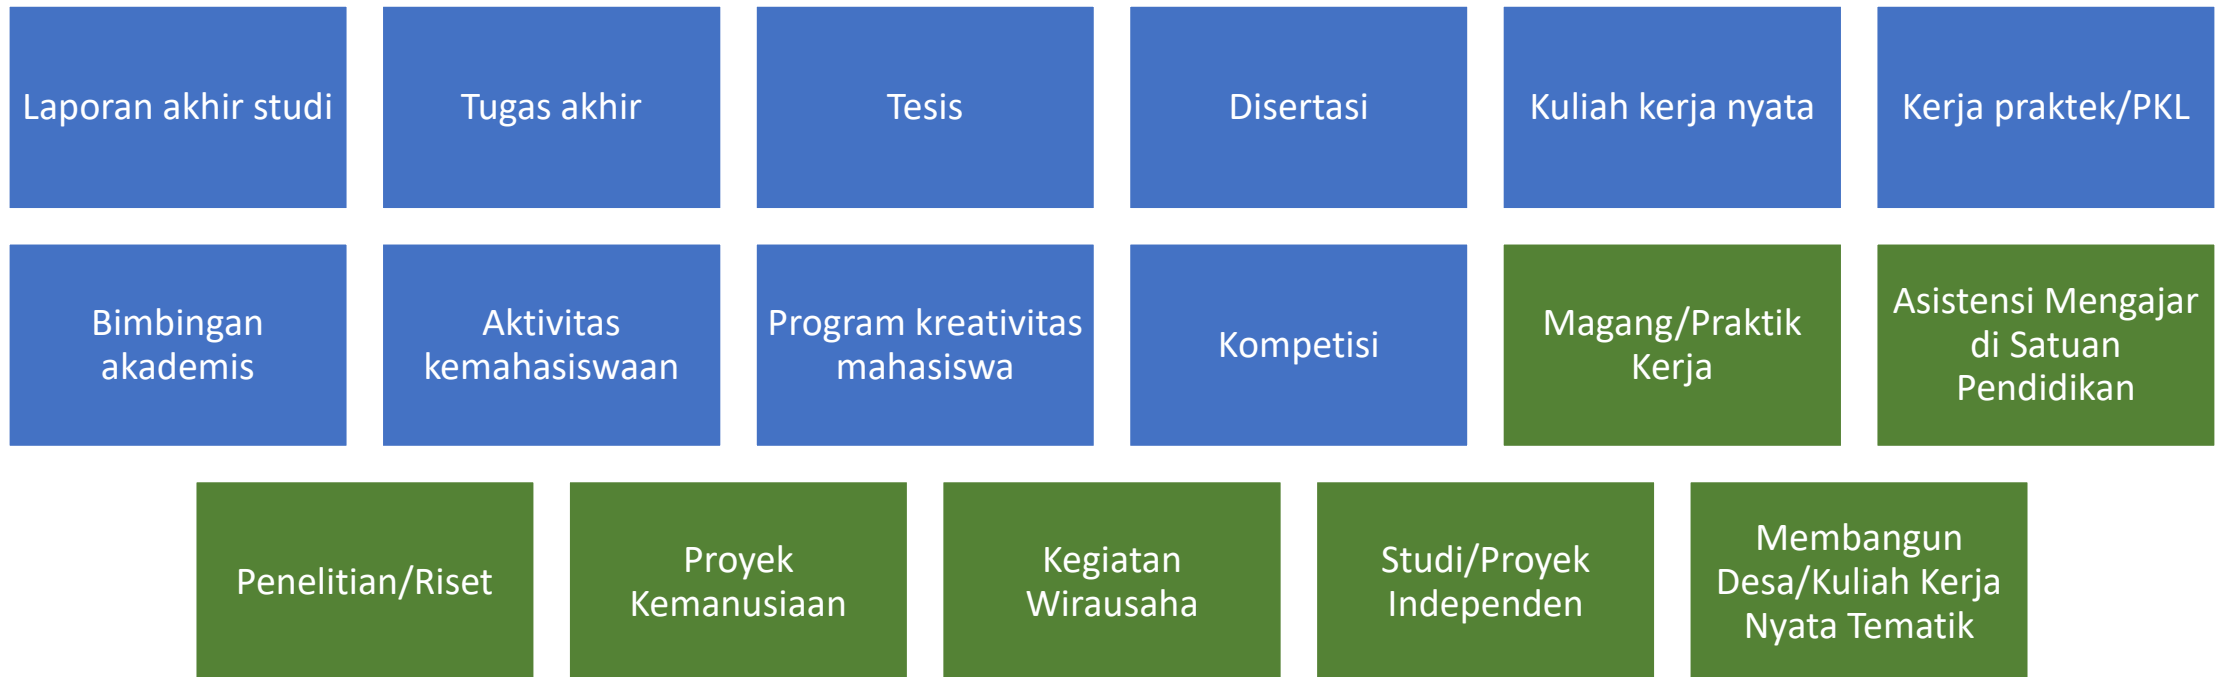 Laporan akhir studi
Tugas akhir
Tesis
Disertasi
Kuliah kerja nyata
Kerja praktek/PKL
Bimbingan
akademis
Aktivitas
kemahasiswaan
Program kreativitas
mahasiswa
Kompetisi
Magang/Praktik
Kerja
Asistensi Mengajar
di Satuan
Pendidikan
Penelitian/Riset
Proyek
Kemanusiaan
Kegiatan
Wirausaha
Studi/Proyek
Independen
Membangun
Desa/Kuliah Kerja
Nyata Tematik